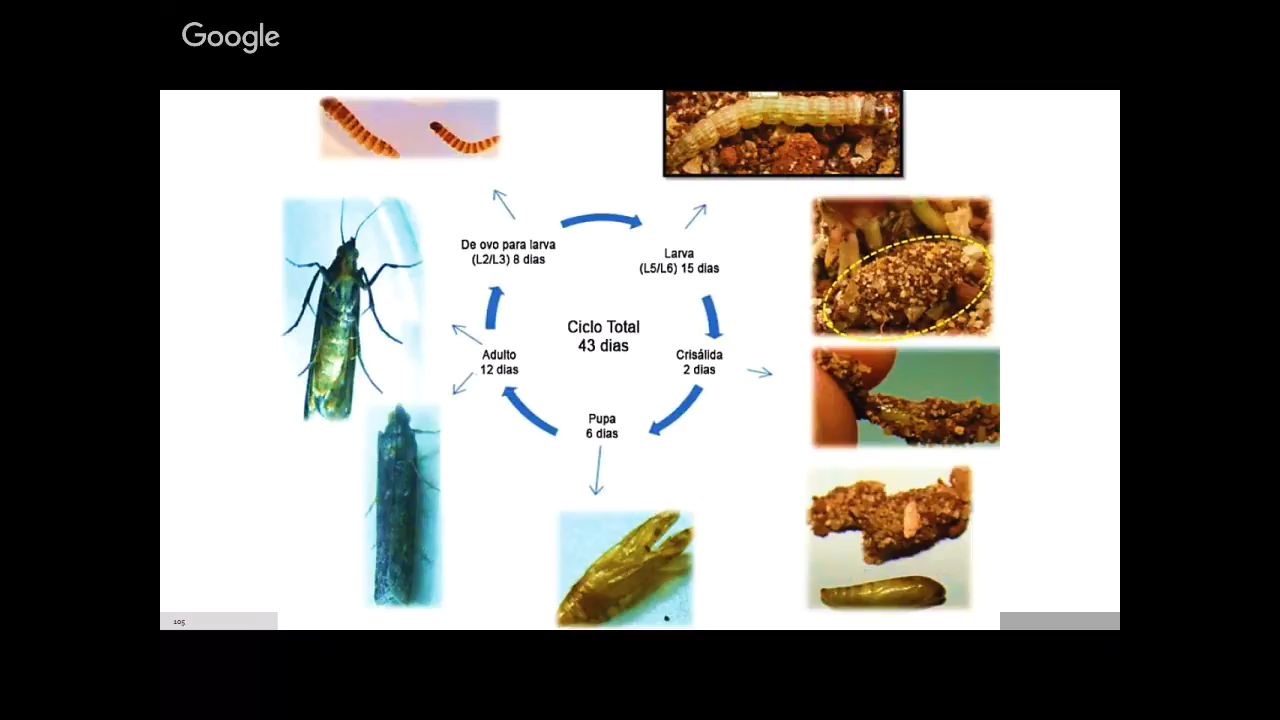 Google
De ovo para larva
(L2/L3) 8 dias
Larva
(L5/L6) 15 dias
Ciclo Total
43 dias
Adulto
12 dias
Crisálida
2 dias
Pupa
6 dias
105